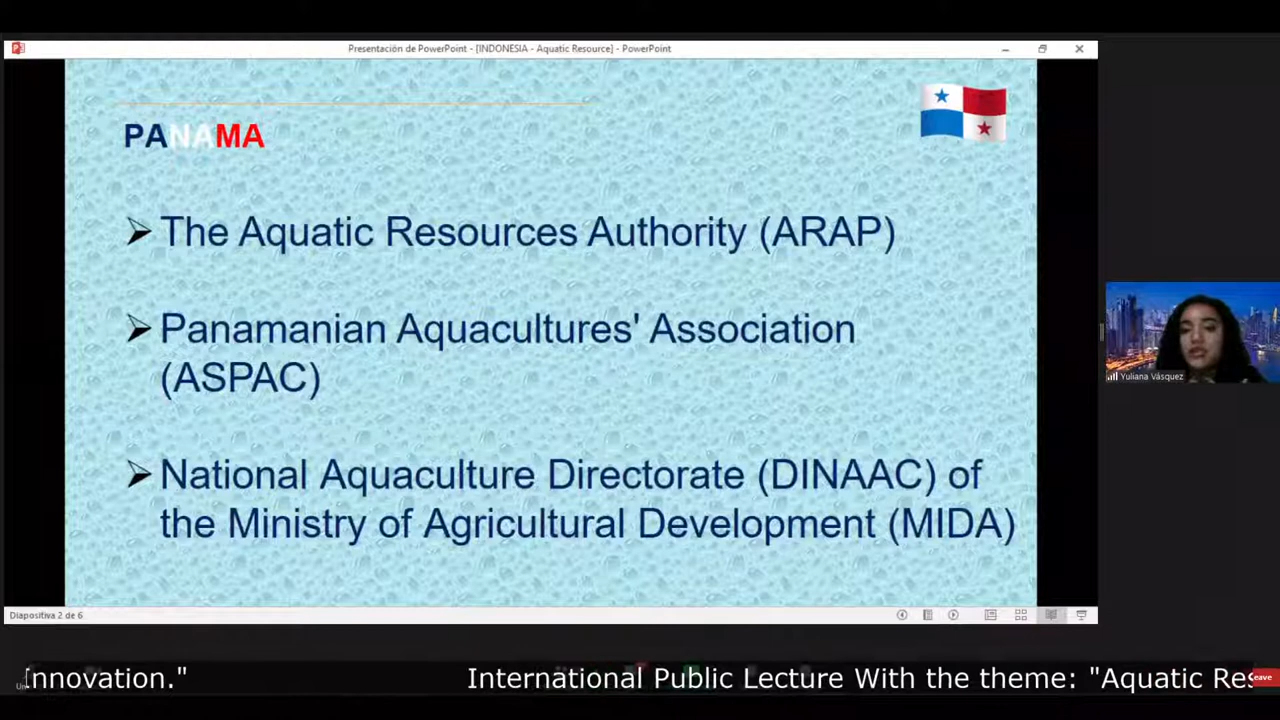 Presentación de PowerPoint - [INDONESIA - Aquatic Resource] - PowerPoint
PANAMA
The Aquatic Resources Authority (ARAP)
Panamanian Aquacultures' Association
(ASPAC)
National Aquaculture Directorate (DINAAC) of
the Ministry of Agricultural Development (MIDA)
Yuliana Vásquez
Diapositiva 2 de 6
innovation." International Public Lecture With the theme: "Aquatic Res